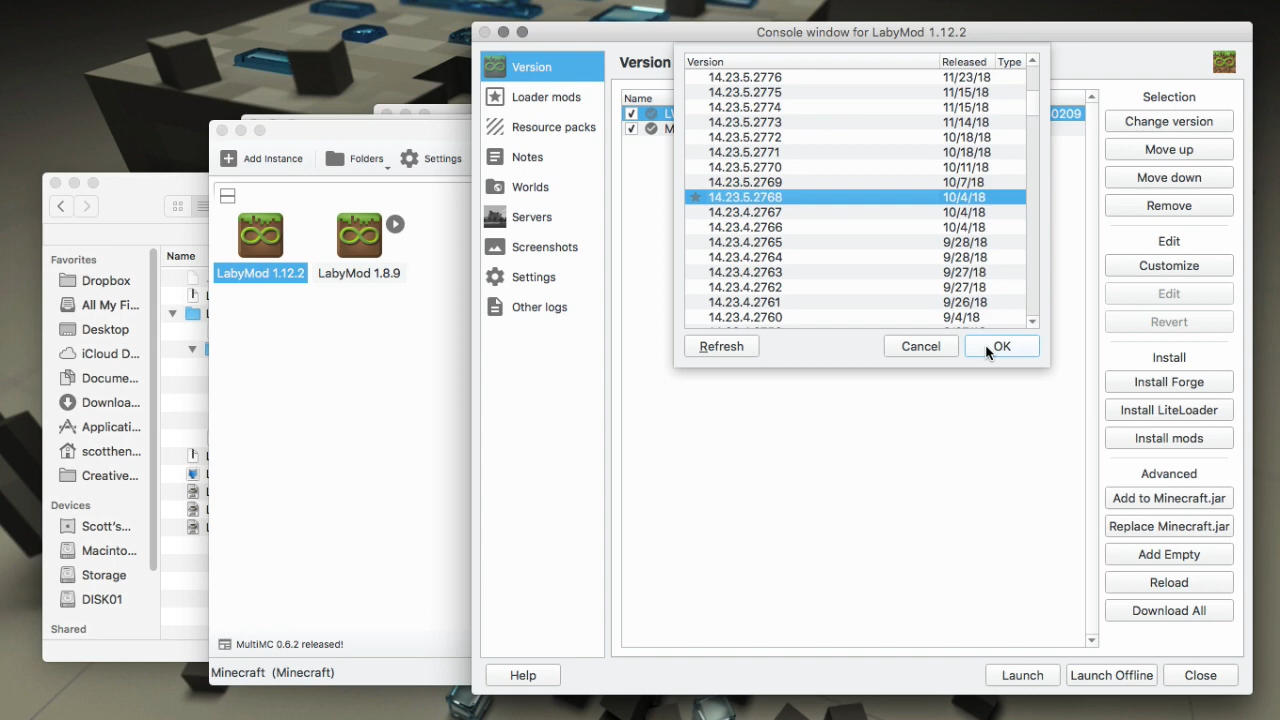 Console window for LabyMod 1.12.2
Version
Loader mods
Resource packs
Notes
Worlds
Servers
Screenshots
Settings
Other logs
Version
Name
0209
Version Released Type
14.23.5.2776 11/23/18
14.23.5.2775 11/15/18
14.23.5.2774 11/15/18
14.23.5.2773 11/14/18
14.23.5.2772 10/18/18
14.23.5.2771 10/18/18
14.23.5.2770 10/11/18
14.23.5.2769 10/7/18
14.23.5.2768 10/4/18
14.23.4.2767 10/4/18
14.23.4.2766 10/4/18
14.23.4.2765 9/28/18
14.23.4.2764 9/28/18
14.23.4.2763 9/27/18
14.23.4.2762 9/27/18
14.23.4.2761 9/26/18
14.23.4.2760 9/4/18
Refresh Cancel OK
Selection
Change version
Move up
Move down
Remove
Edit
Customize
Edit
Revert
Install
Install Forge
Install LiteLoader
Install mods
Advanced
Add to Minecraft.jar
Replace Minecraft.jar
Add Empty
Reload
Download All
Help Launch Launch Offline Close
Add Instance Folders Settings
LabyMod 1.12.2 LabyMod 1.8.9
MultiMC 0.6.2 released!
Minecraft (Minecraft)
Name
Favorites
Dropbox
All My Fi...
Desktop
iCloud D...
Docume...
Downloa...
Applicati...
scotthen...
Creative...
Devices
Scott's...
Macinto...
Storage
DISK01
Shared